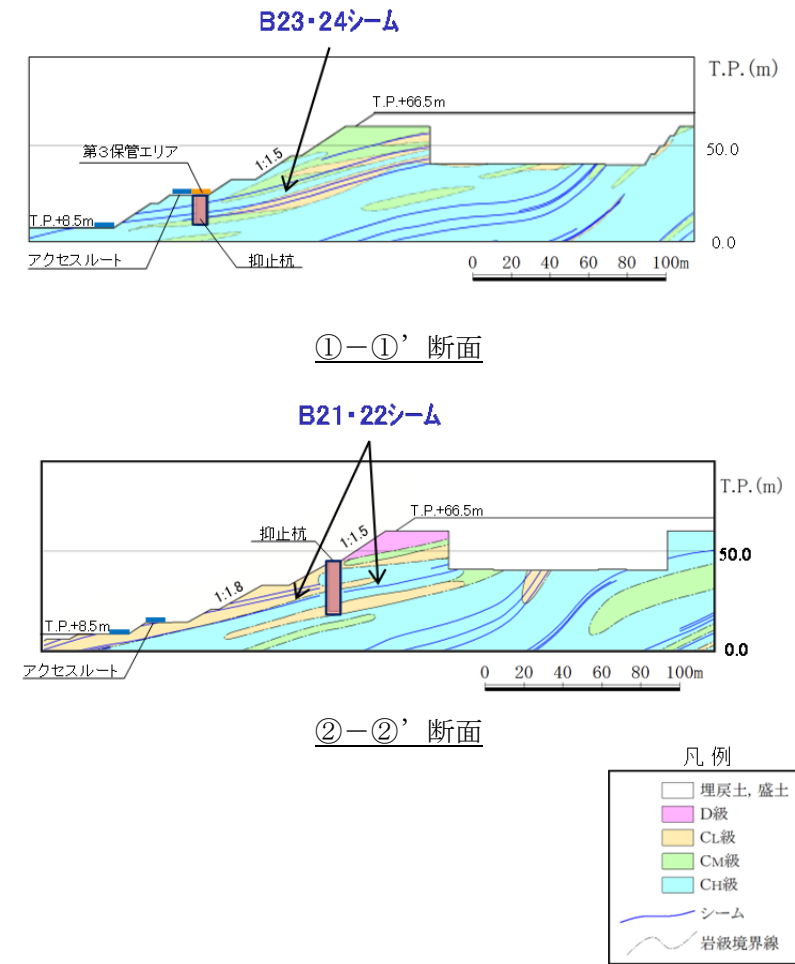 B23・24シーム
T.P.(m)
T.P.+66.5m
50.0
1:1.5
第3保管エリア
T.P.+8.5m
0.0
アクセスルート
抑止杭
0 20 40 60 80 100m
①－①’ 断面
B21・22シーム
T.P.(m)
T.P.+66.5m
抑止杭
1:1.5
50.0
1:1.8
T.P.+8.5m
0.0
アクセスルート
0 20 40 60 80 100m
②－②’ 断面
凡 例
埋戻土, 盛土
D級
CL級
CM級
CH級
シーム
岩級境界線